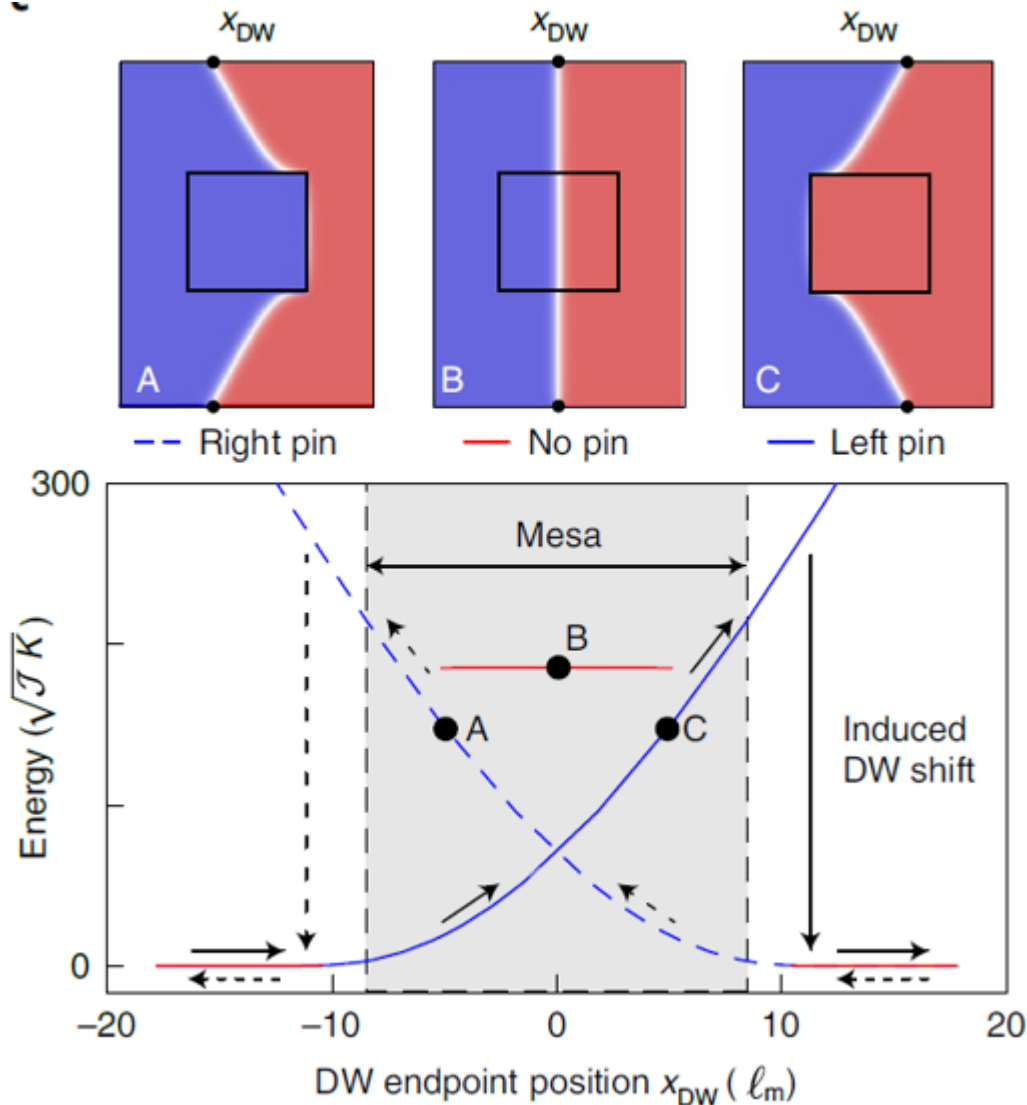 c
x_DW x_DW x_DW
A B C
Right pin No pin Left pin
300
Mesa
B
A C
Induced
DW shift
Energy (√𝒥K)
0
−20 −10 0 10 20
DW endpoint position x_DW (ℓ_m)